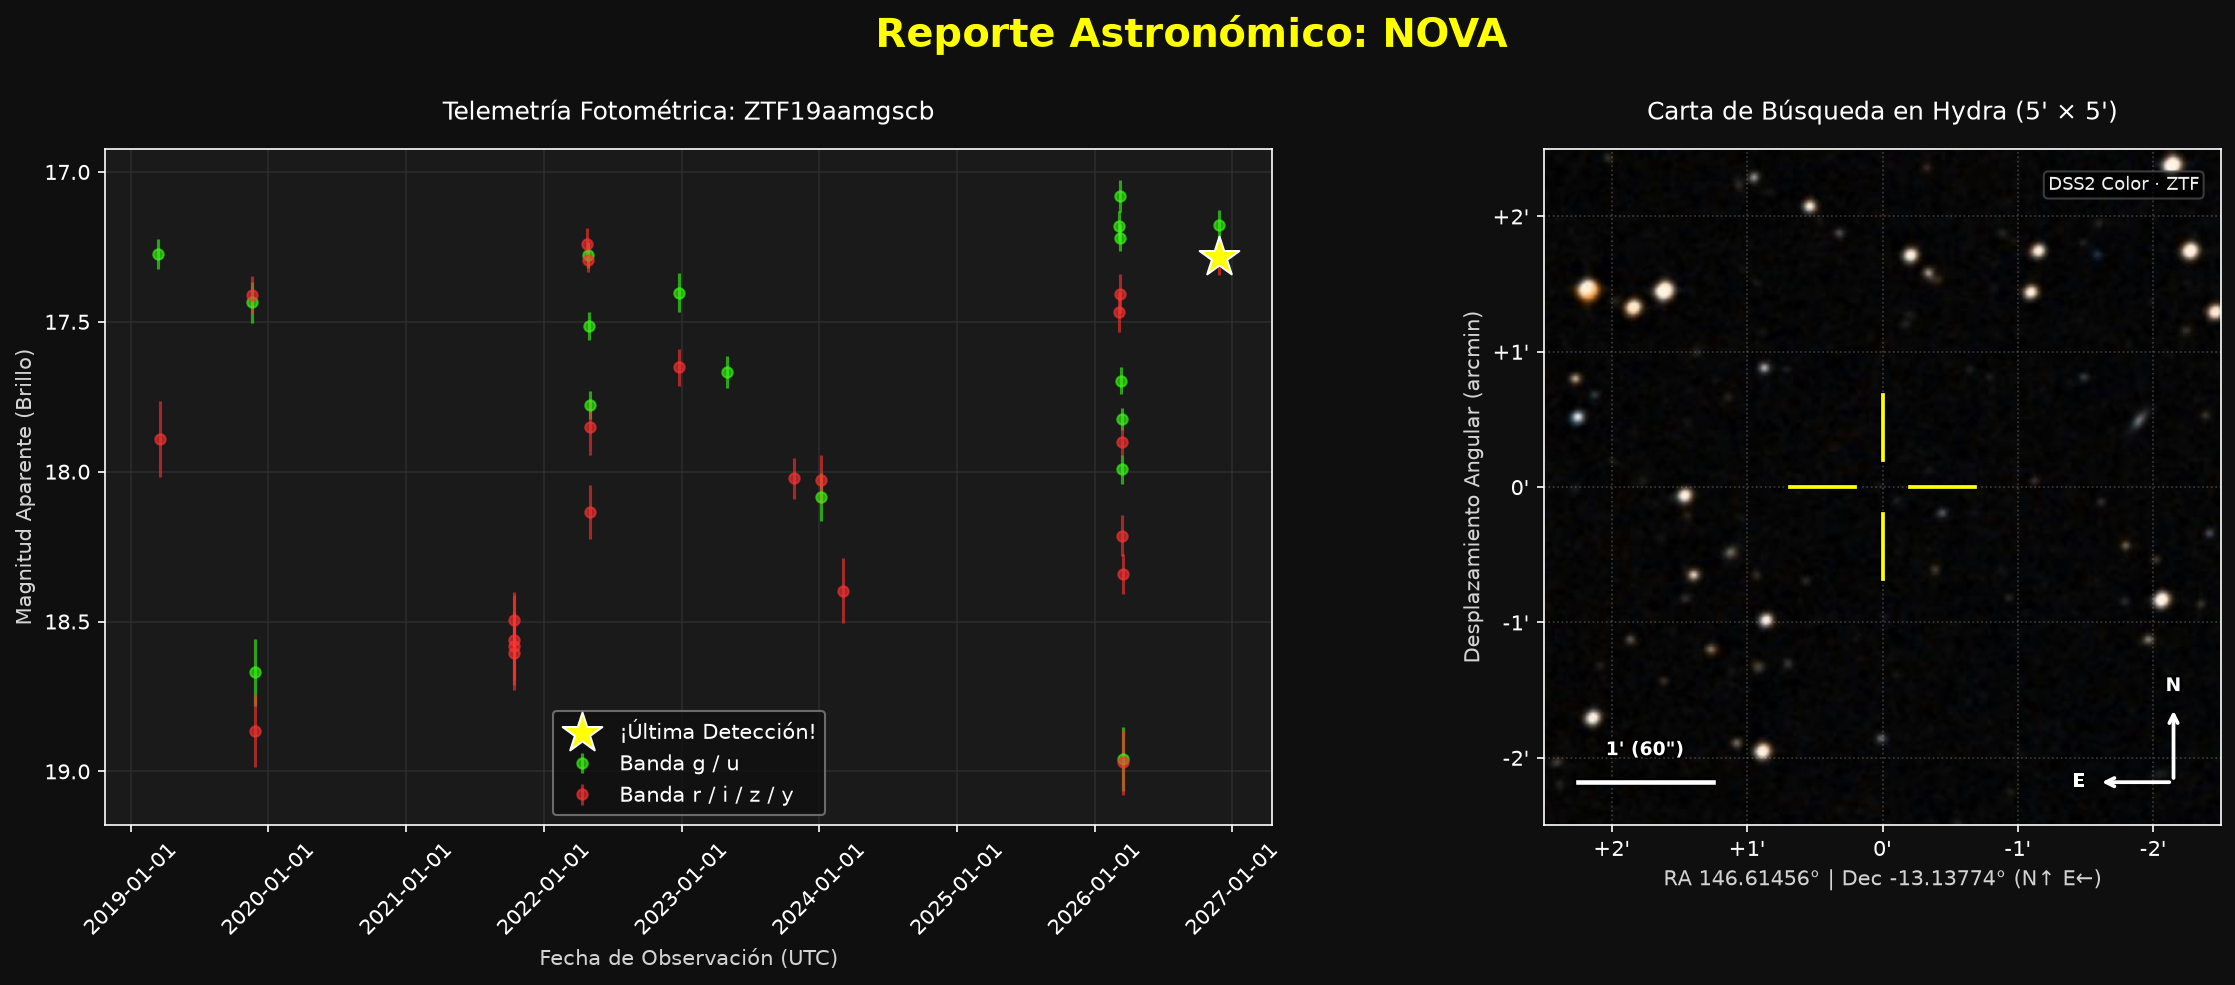 Reporte Astronómico: NOVA
Telemetría Fotométrica: ZTF19aamgscb
Magnitud Aparente (Brillo)
17.0
17.5
18.0
18.5
19.0
¡Última Detección!
Banda g / u
Banda r / i / z / y
2019-01-01
2020-01-01
2021-01-01
2022-01-01
2023-01-01
2024-01-01
2025-01-01
2026-01-01
2027-01-01
Fecha de Observación (UTC)
Carta de Búsqueda en Hydra (5' × 5')
DSS2 Color · ZTF
Desplazamiento Angular (arcmin)
+2'
+1'
0'
-1'
-2'
N
E
1' (60")
+2'
+1'
0'
-1'
-2'
RA 146.61456° | Dec -13.13774° (N↑ E←)